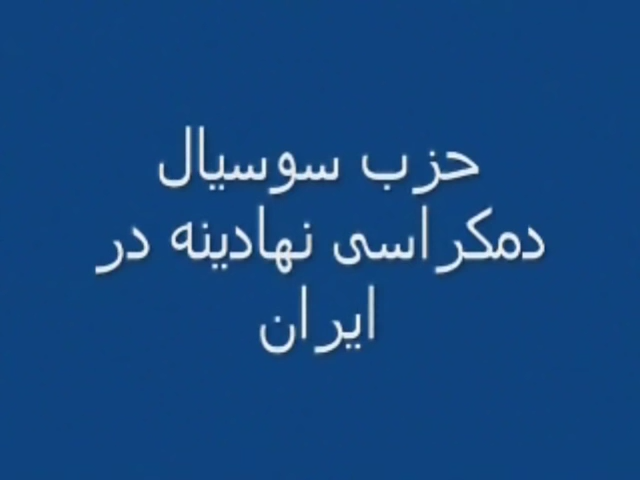 حزب سوسیال
دمکراسی نهادینه در
ایران